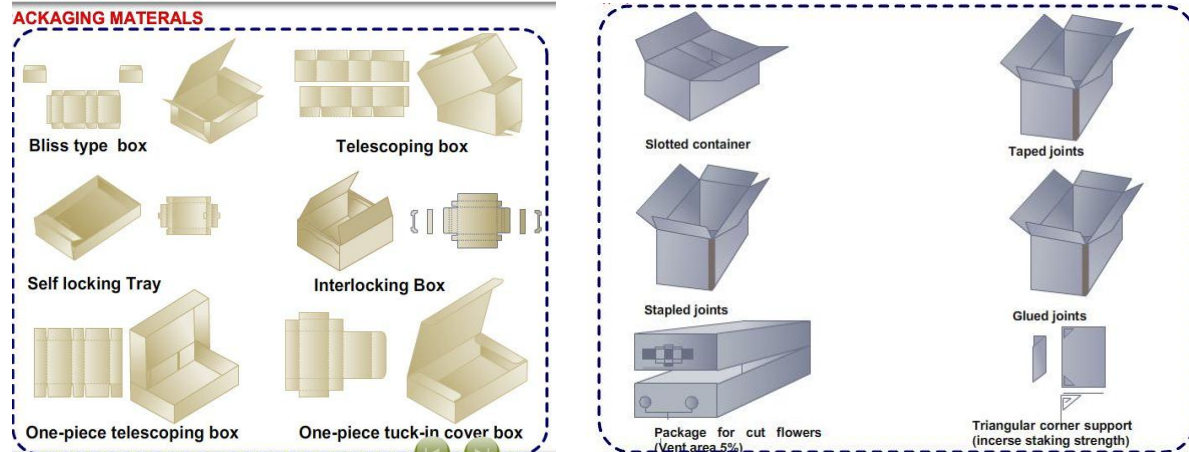 ACKAGING MATERALS
Bliss type box
Telescoping box
Self locking Tray
Interlocking Box
One-piece telescoping box
One-piece tuck-in cover box
Slotted container
Taped joints
Stapled joints
Glued joints
Package for cut flowers
(Vent area 5%)
Triangular corner support
(incerse staking strength)